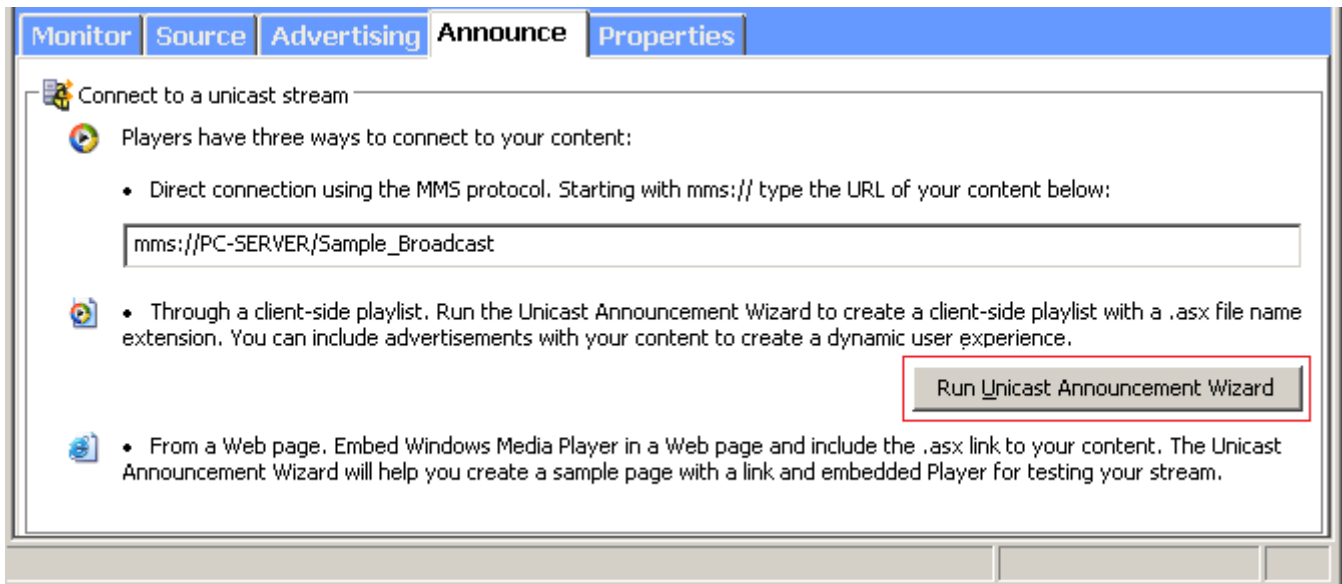 Monitor Source Advertising Announce Properties
Connect to a unicast stream
Players have three ways to connect to your content:
• Direct connection using the MMS protocol. Starting with mms:// type the URL of your content below:
mms://PC-SERVER/Sample_Broadcast
• Through a client-side playlist. Run the Unicast Announcement Wizard to create a client-side playlist with a .asx file name
extension. You can include advertisements with your content to create a dynamic user experience.
Run Unicast Announcement Wizard
• From a Web page. Embed Windows Media Player in a Web page and include the .asx link to your content. The Unicast
Announcement Wizard will help you create a sample page with a link and embedded Player for testing your stream.